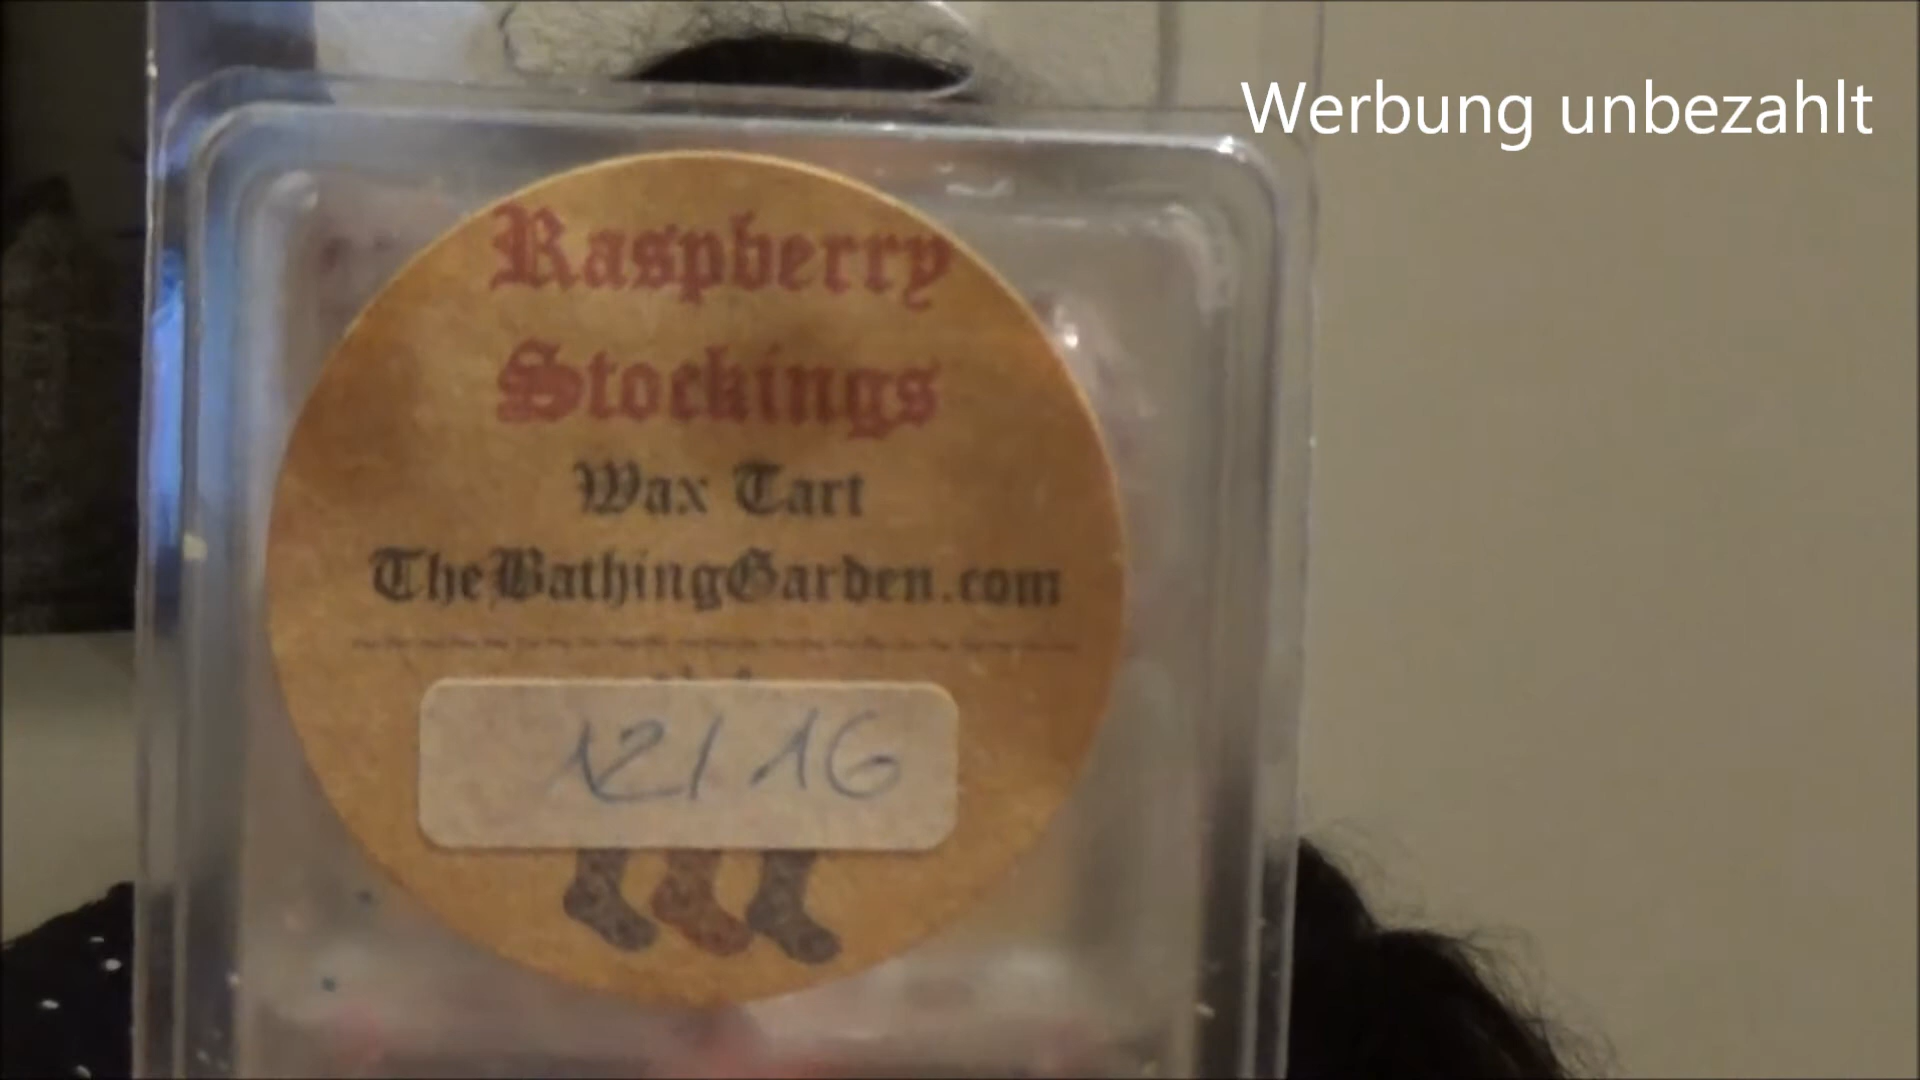 Werbung unbezahlt
Raspberry
Stockings
Wax Tart
TheBathingGarden.com
12/16